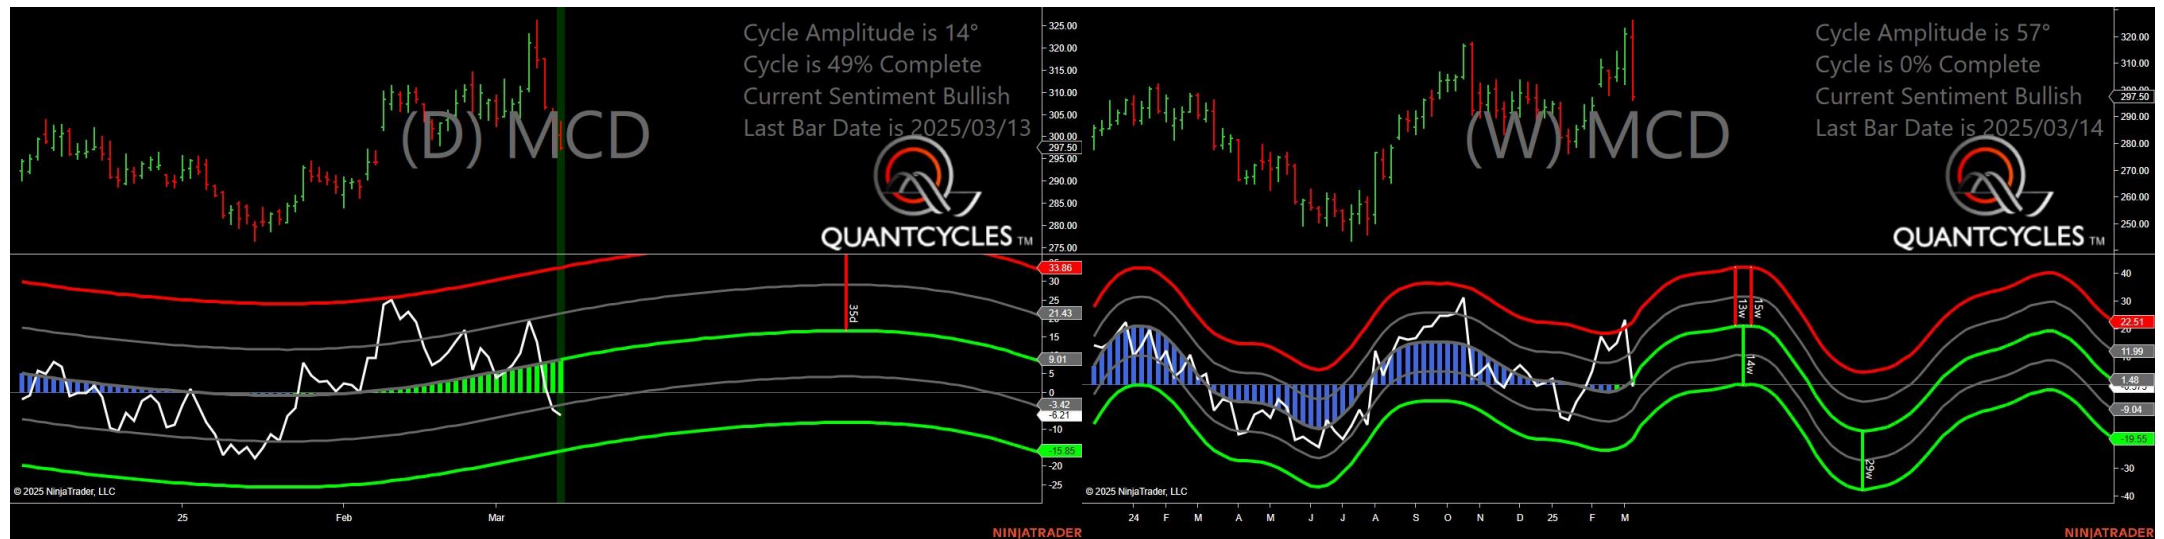 Cycle Amplitude is 14°
Cycle is 49% Complete
Current Sentiment Bullish
Last Bar Date is 2025/03/13
(D) MCD
QUANTCYCLES TM
325.00
320.00
315.00
310.00
305.00
300.00
297.50
295.00
290.00
285.00
280.00
275.00
33.86
30
25
21.43
15
9.01
5
0
-3.42
-6.21
-10
-15.85
-20
-25
35d
© 2025 NinjaTrader, LLC
25 Feb Mar
NINJATRADER
Cycle Amplitude is 57°
Cycle is 0% Complete
Current Sentiment Bullish
Last Bar Date is 2025/03/14
(W) MCD
QUANTCYCLES TM
320.00
310.00
297.50
290.00
280.00
270.00
260.00
250.00
40
30
22.51
11.99
1.48
-9.04
-19.55
-30
-40
13w
15w
14w
29w
© 2025 NinjaTrader, LLC
24 F M A M J J A S O N D 25 F M
NINJATRADER